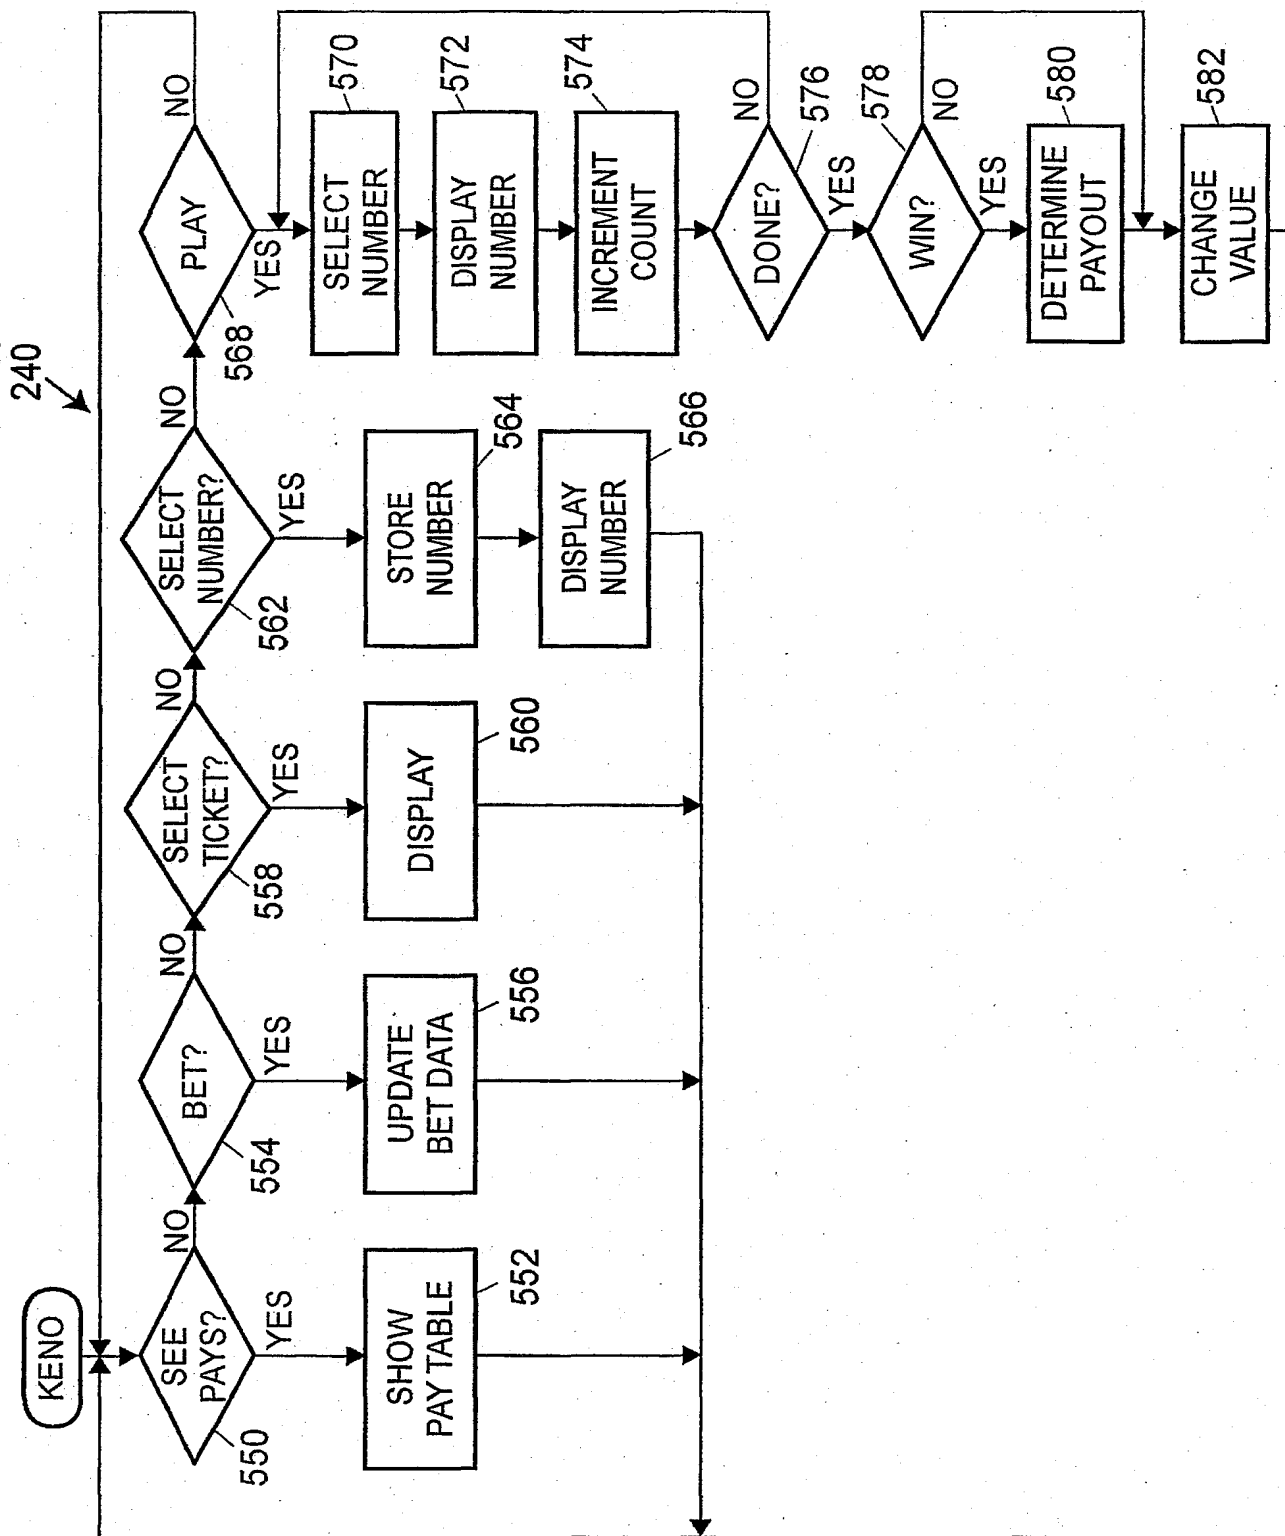 240
KENO
SEE
PAYS?
550
NO
YES
SHOW
PAY TABLE
552
BET?
554
NO
YES
UPDATE
BET DATA
556
SELECT
TICKET?
558
NO
YES
DISPLAY
560
SELECT
NUMBER?
562
NO
YES
STORE
NUMBER
564
DISPLAY
NUMBER
566
PLAY
568
NO
YES
SELECT
NUMBER
570
DISPLAY
NUMBER
572
INCREMENT
COUNT
574
DONE?
576
NO
YES
WIN?
578
NO
YES
DETERMINE
PAYOUT
580
CHANGE
VALUE
582